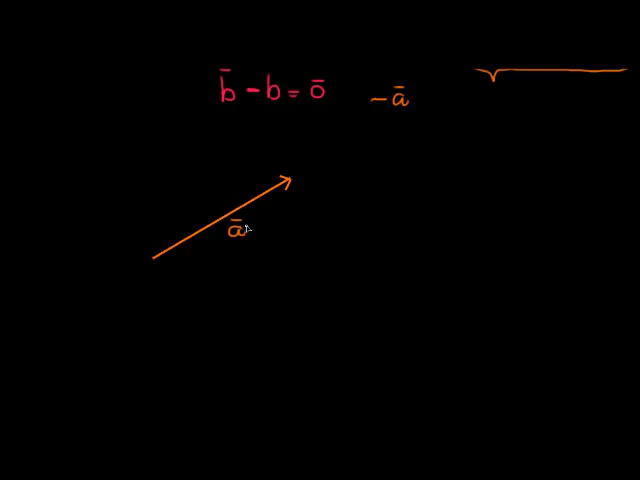 b̄ - b = ō   - ā
ā